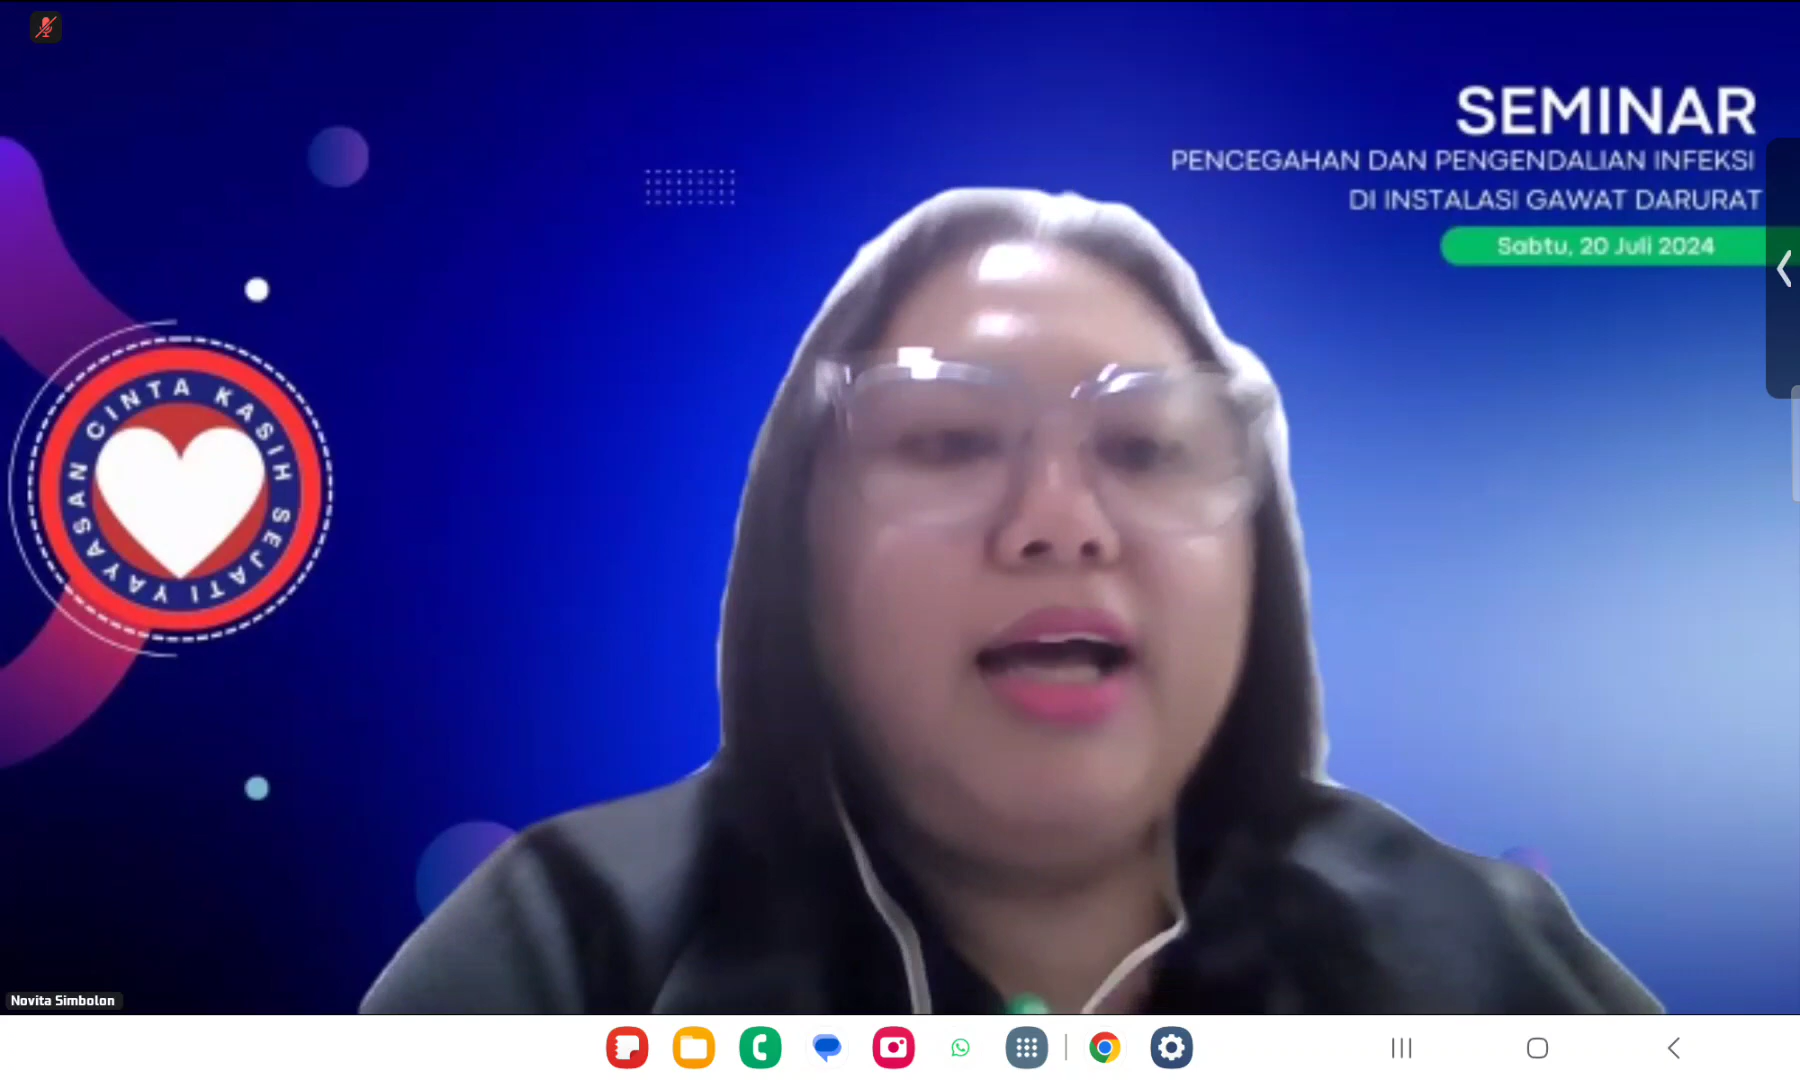 SEMINAR
PENCEGAHAN DAN PENGENDALIAN INFEKSI
DI INSTALASI GAWAT DARURAT
Sabtu, 20 Juli 2024
YAYASAN CINTA KASIH SEJATI
Novita Simbolon